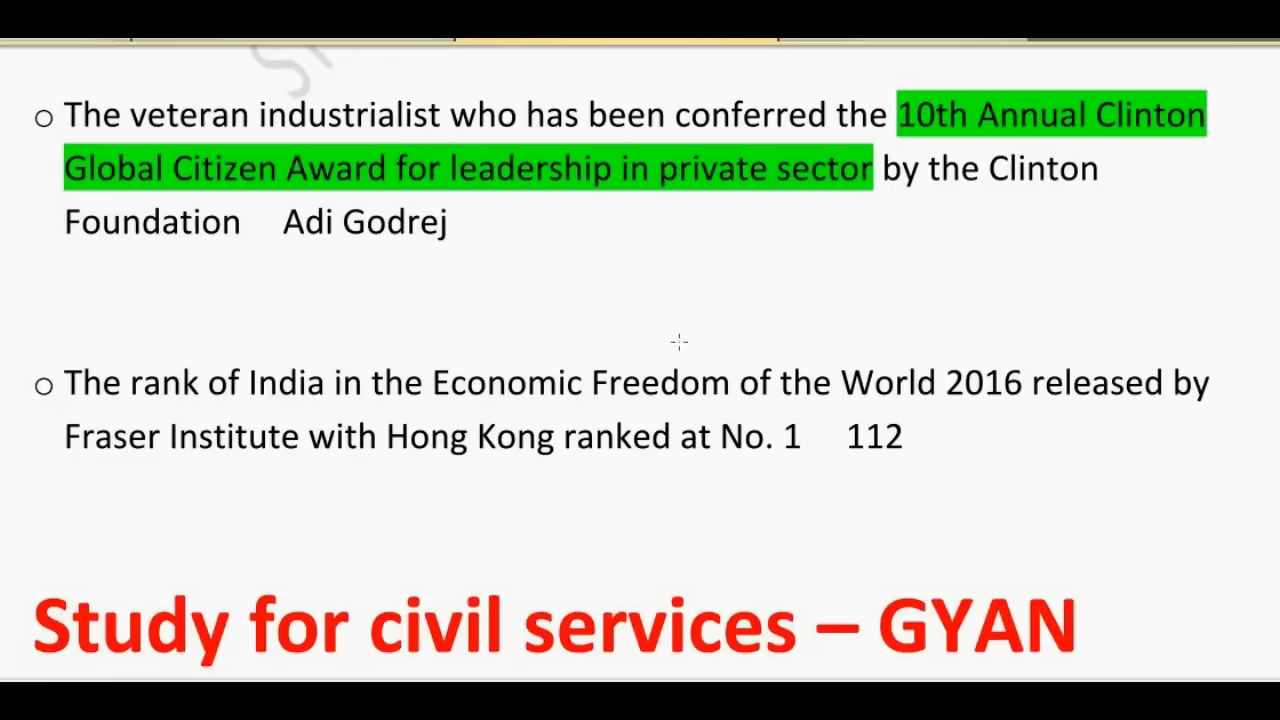 The veteran industrialist who has been conferred the 10th Annual Clinton
Global Citizen Award for leadership in private sector by the Clinton
Foundation Adi Godrej
The rank of India in the Economic Freedom of the World 2016 released by
Fraser Institute with Hong Kong ranked at No. 1 112
Study for civil services – GYAN